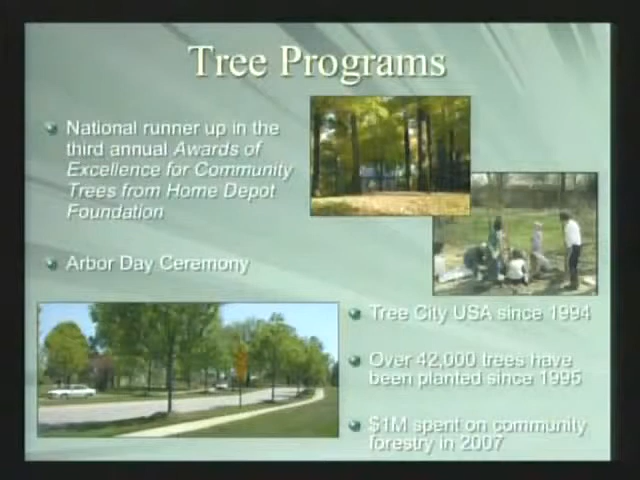 Tree Programs
National runner up in the
third annual Awards of
Excellence for Community
Trees from Home Depot
Foundation
Arbor Day Ceremony
Tree City USA since 1994
Over 42,000 trees have
been planted since 1995
$1M spent on community
forestry in 2007